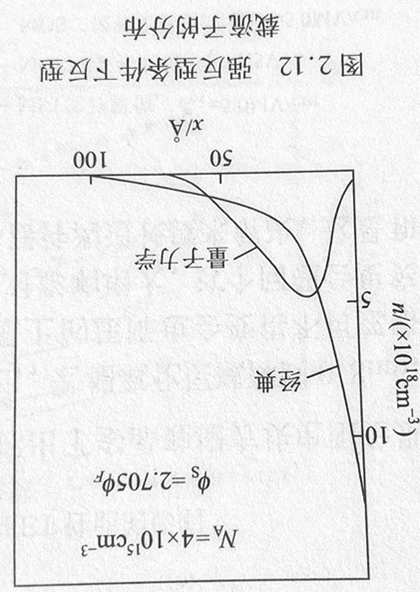 N_A=4×10^15cm^-3
φ_S=2.705φ_F
n/(×10^18cm^-3)
10
5
经典
量子力学
50
100
x/Å
图 2.12 强反型条件下反型
载流子的分布